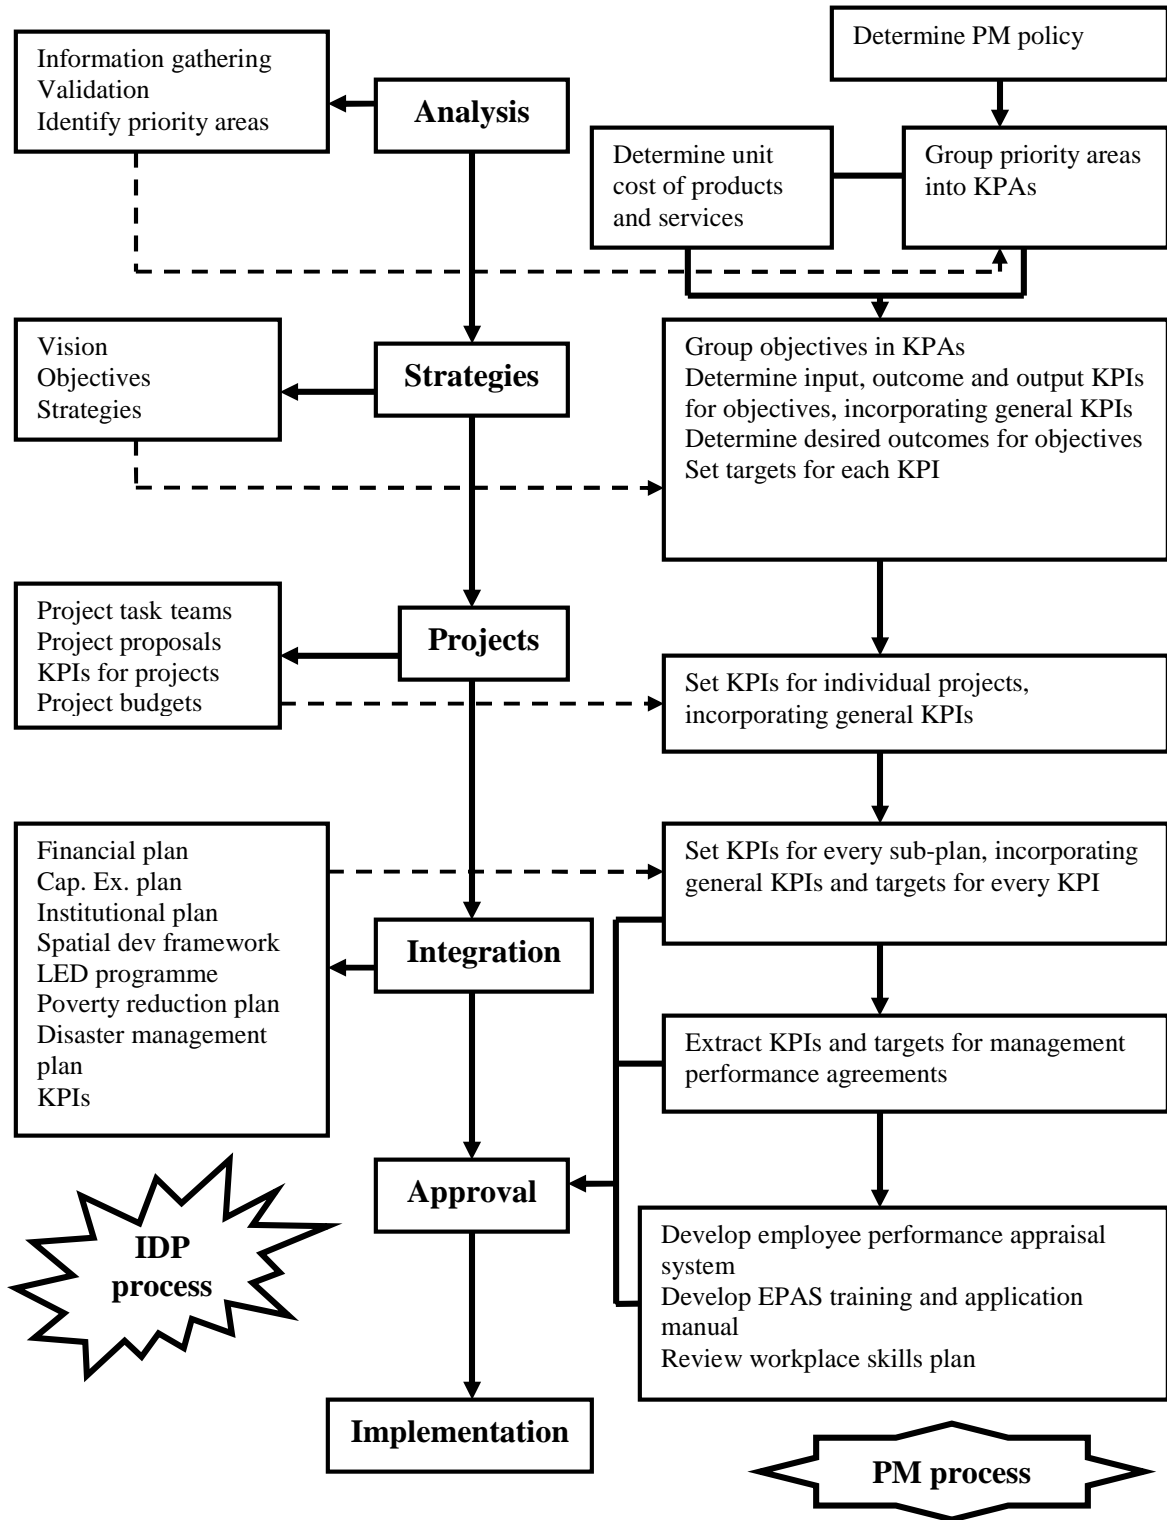 Information gathering
Validation
Identify priority areas
Analysis
Determine PM policy
Determine unit
cost of products
and services
Group priority areas
into KPAs
Vision
Objectives
Strategies
Strategies
Group objectives in KPAs
Determine input, outcome and output KPIs
for objectives, incorporating general KPIs
Determine desired outcomes for objectives
Set targets for each KPI
Project task teams
Project proposals
KPIs for projects
Project budgets
Projects
Set KPIs for individual projects,
incorporating general KPIs
Financial plan
Cap. Ex. plan
Institutional plan
Spatial dev framework
LED programme
Poverty reduction plan
Disaster management
plan
KPIs
Integration
Set KPIs for every sub-plan, incorporating
general KPIs and targets for every KPI
Extract KPIs and targets for management
performance agreements
Approval
IDP
process
Develop employee performance appraisal
system
Develop EPAS training and application
manual
Review workplace skills plan
Implementation
PM process